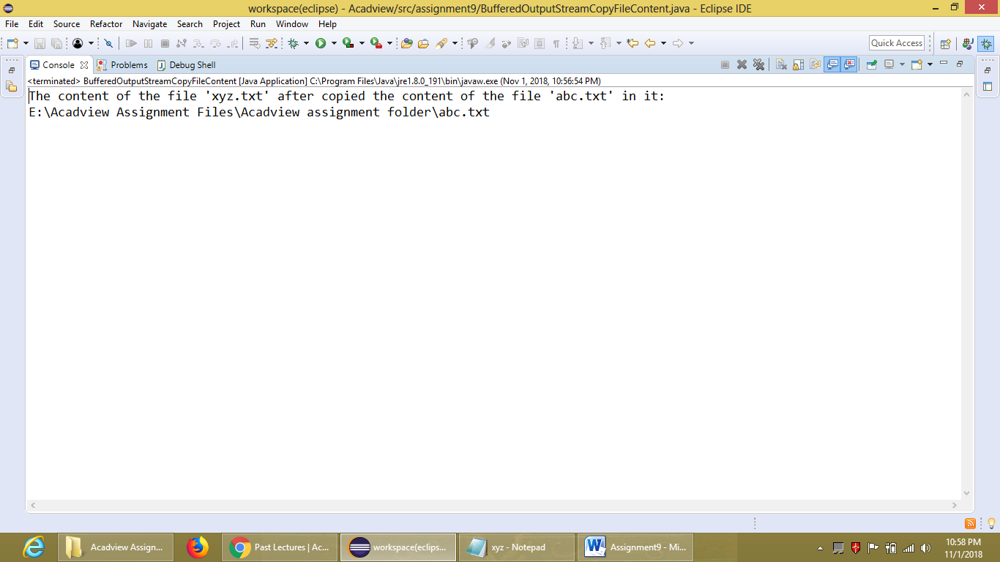 workspace(eclipse) - Acadview/src/assignment9/BufferedOutputStreamCopyFileContent.java - Eclipse IDE
File Edit Source Refactor Navigate Search Project Run Window Help
Quick Access
Console Problems Debug Shell
<terminated> BufferedOutputStreamCopyFileContent [Java Application] C:\Program Files\Java\jre1.8.0_191\bin\javaw.exe (Nov 1, 2018, 10:56:54 PM)
The content of the file 'xyz.txt' after copied the content of the file 'abc.txt' in it:
E:\Acadview Assignment Files\Acadview assignment folder\abc.txt
Acadview Assign... Past Lectures | Ac... workspace(eclips... xyz - Notepad Assignment9 - Mi... 10:58 PM
11/1/2018